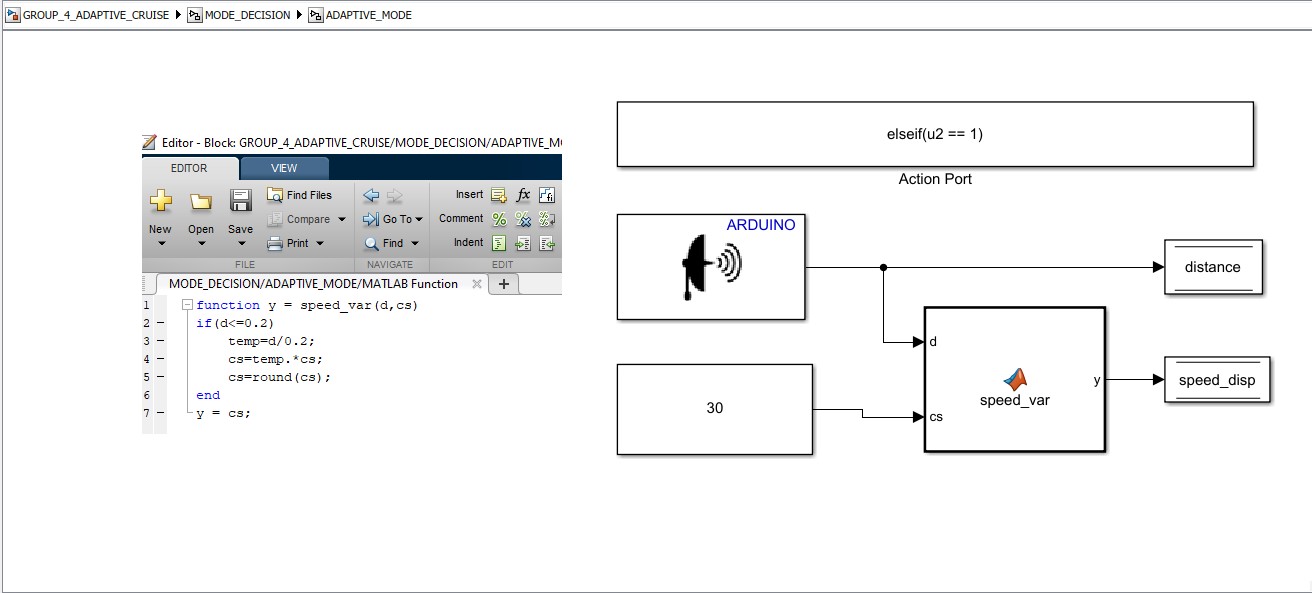 GROUP_4_ADAPTIVE_CRUISE MODE_DECISION ADAPTIVE_MODE
Editor - Block: GROUP_4_ADAPTIVE_CRUISE/MODE_DECISION/ADAPTIVE_M
EDITOR VIEW
New Open Save
Find Files
Compare
Print
Go To
Find
Insert fx fi
Comment % % %
Indent
FILE NAVIGATE EDIT
MODE_DECISION/ADAPTIVE_MODE/MATLAB Function × +
1 function y = speed_var(d,cs)
2 – if(d<=0.2)
3 – temp=d/0.2;
4 – cs=temp.*cs;
5 – cs=round(cs);
6 end
7 – y = cs;
elseif(u2 == 1)
Action Port
ARDUINO
distance
30
d
cs
speed_var
y
speed_disp